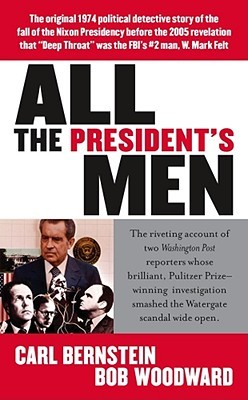 The original 1974 political detective story of the
fall of the Nixon Presidency before the 2005 revelation
that “Deep Throat” was the FBI’s #2 man, W. Mark Felt
ALL
THE PRESIDENT’S
MEN
The riveting account of
two Washington Post
reporters whose
brilliant, Pulitzer Prize–
winning investigation
smashed the Watergate
scandal wide open.
CARL BERNSTEIN
BOB WOODWARD